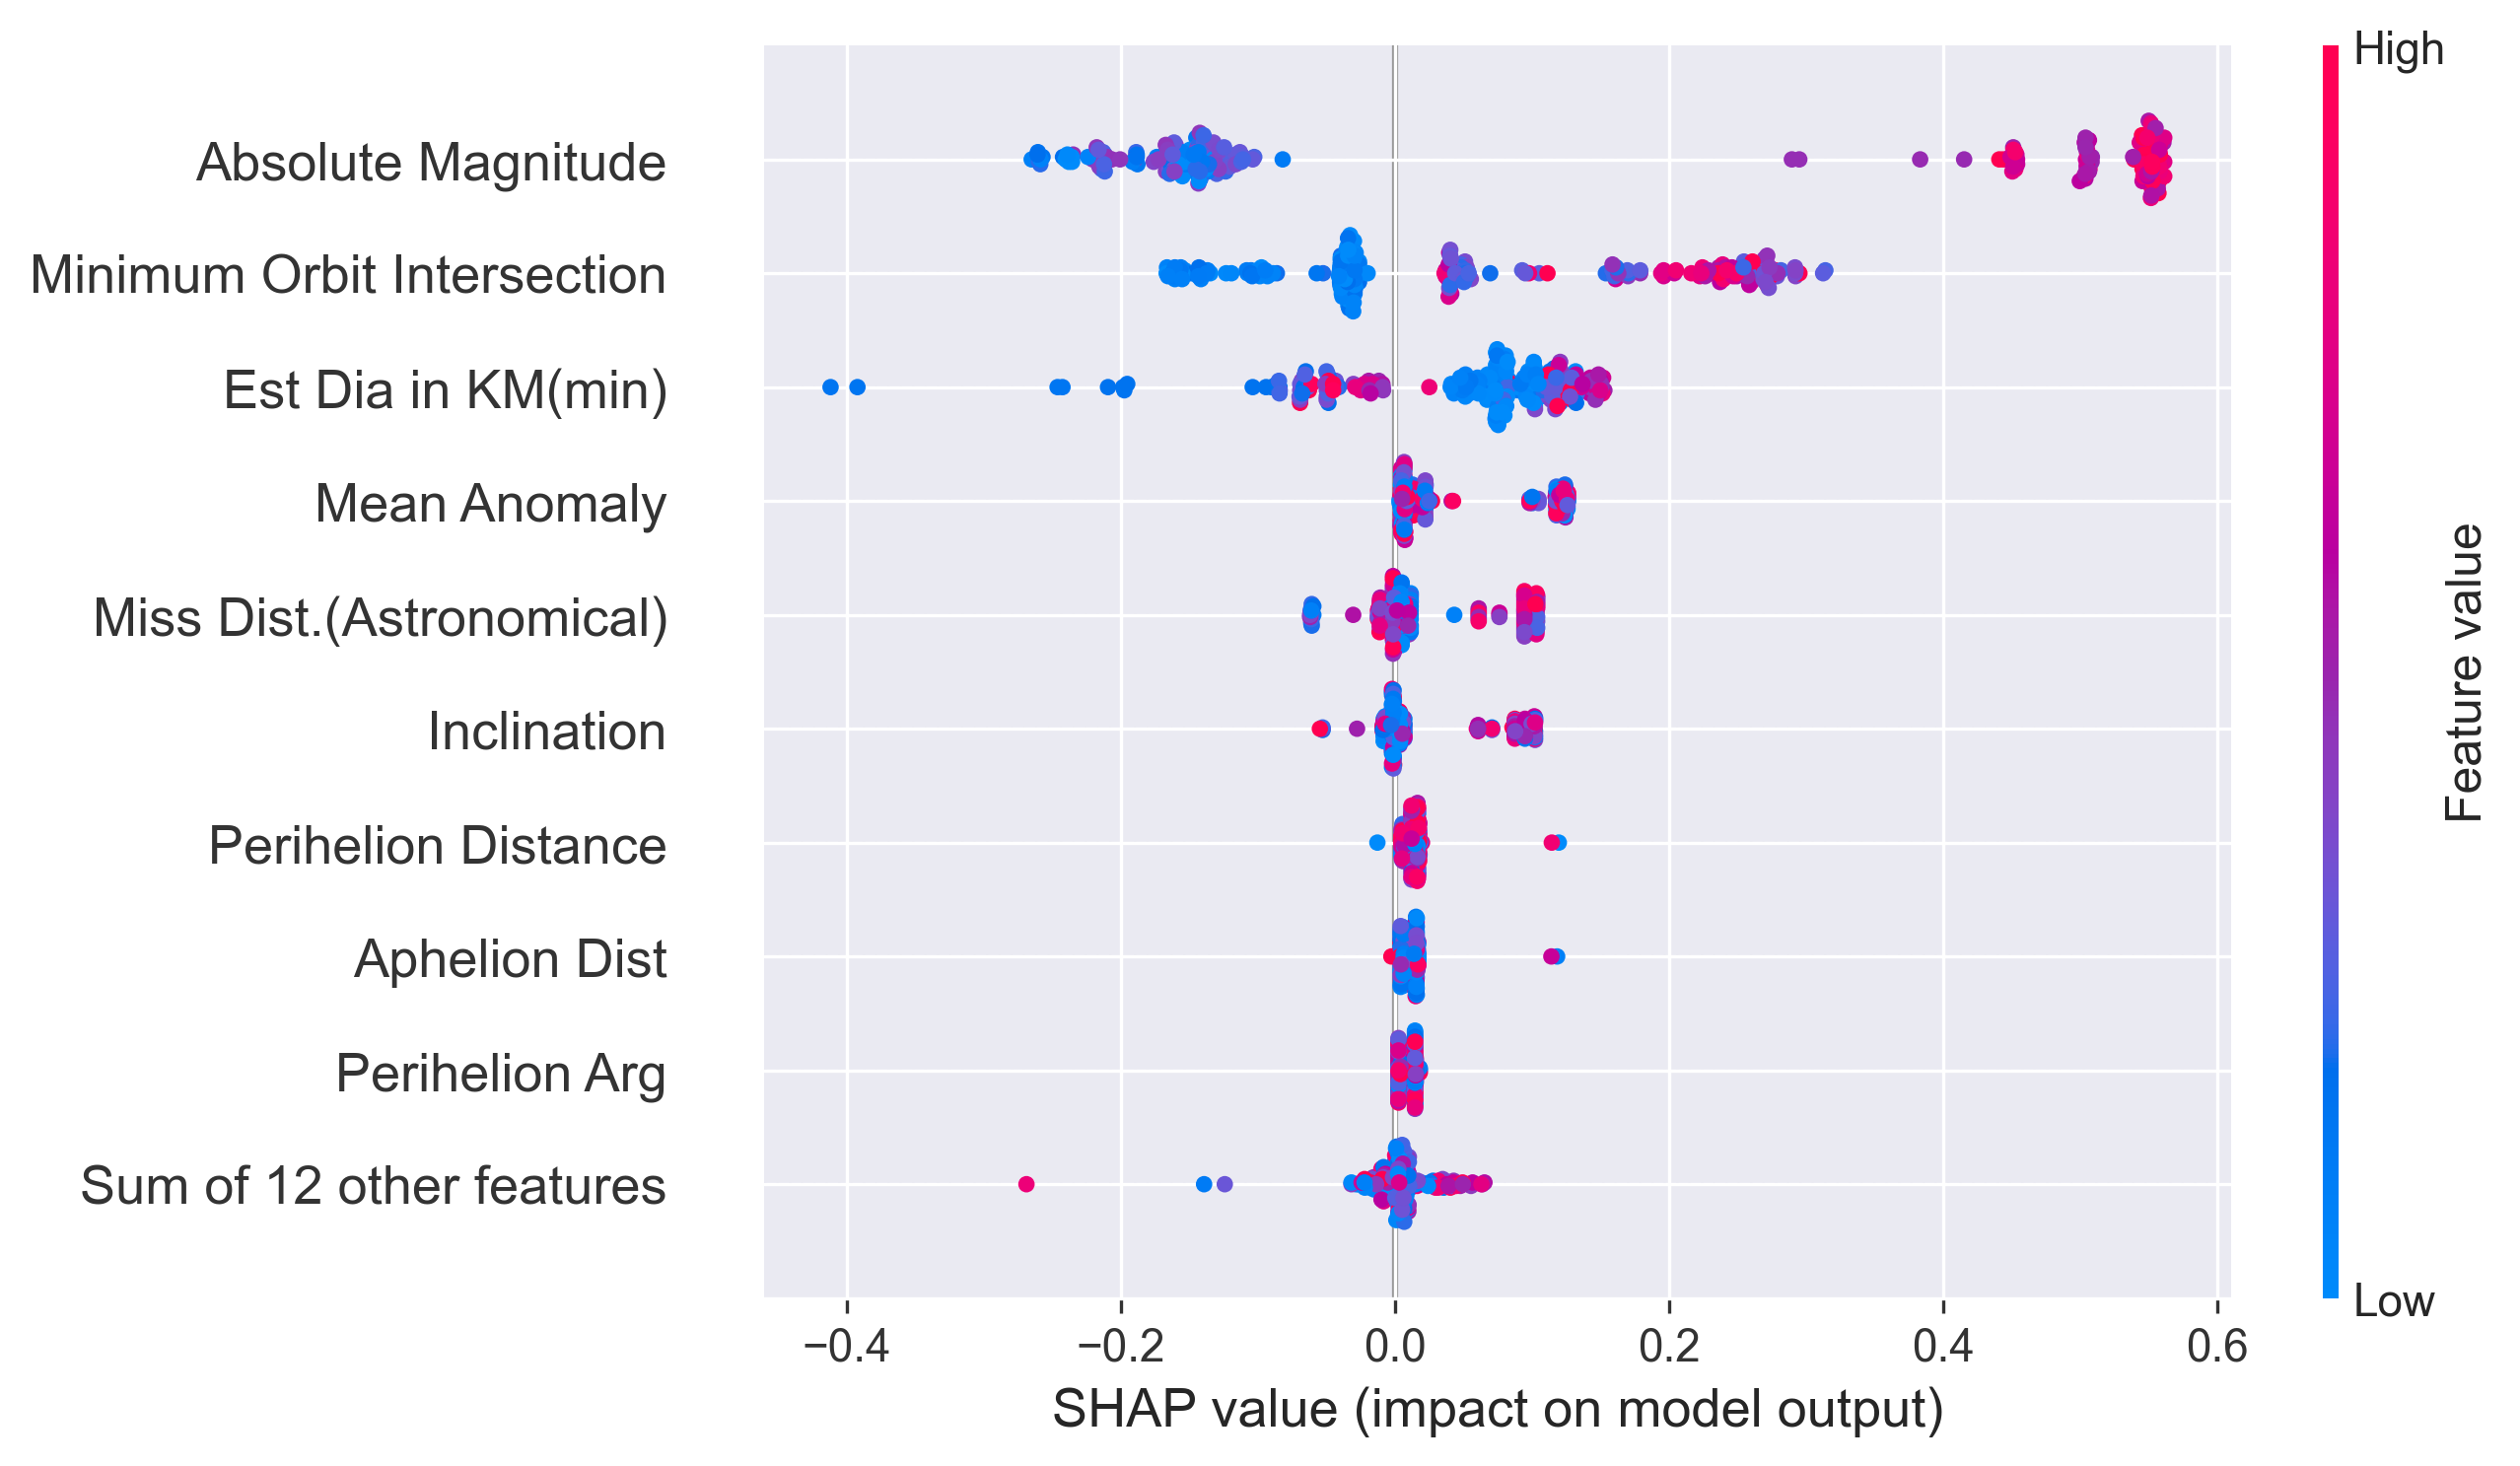 High
Absolute Magnitude
Minimum Orbit Intersection
Est Dia in KM(min)
Mean Anomaly
Miss Dist.(Astronomical)
Inclination
Perihelion Distance
Aphelion Dist
Perihelion Arg
Sum of 12 other features
Feature value
Low
−0.4 −0.2 0.0 0.2 0.4 0.6
SHAP value (impact on model output)